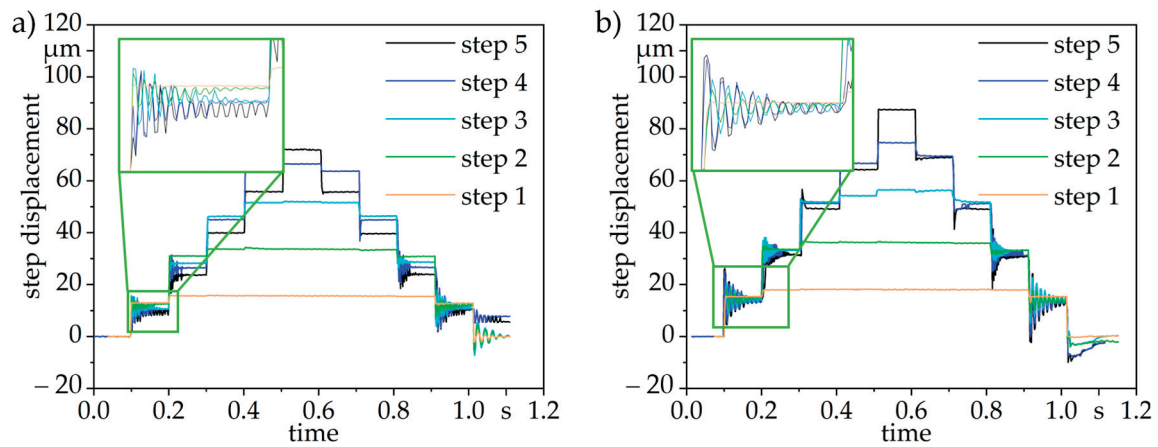 a)
step displacement
120
µm
100
80
60
40
20
0
– 20
step 5
step 4
step 3
step 2
step 1
0.0 0.2 0.4 0.6 0.8 1.0 s 1.2
time
b)
step displacement
120
µm
100
80
60
40
20
0
– 20
step 5
step 4
step 3
step 2
step 1
0.0 0.2 0.4 0.6 0.8 1.0 s 1.2
time